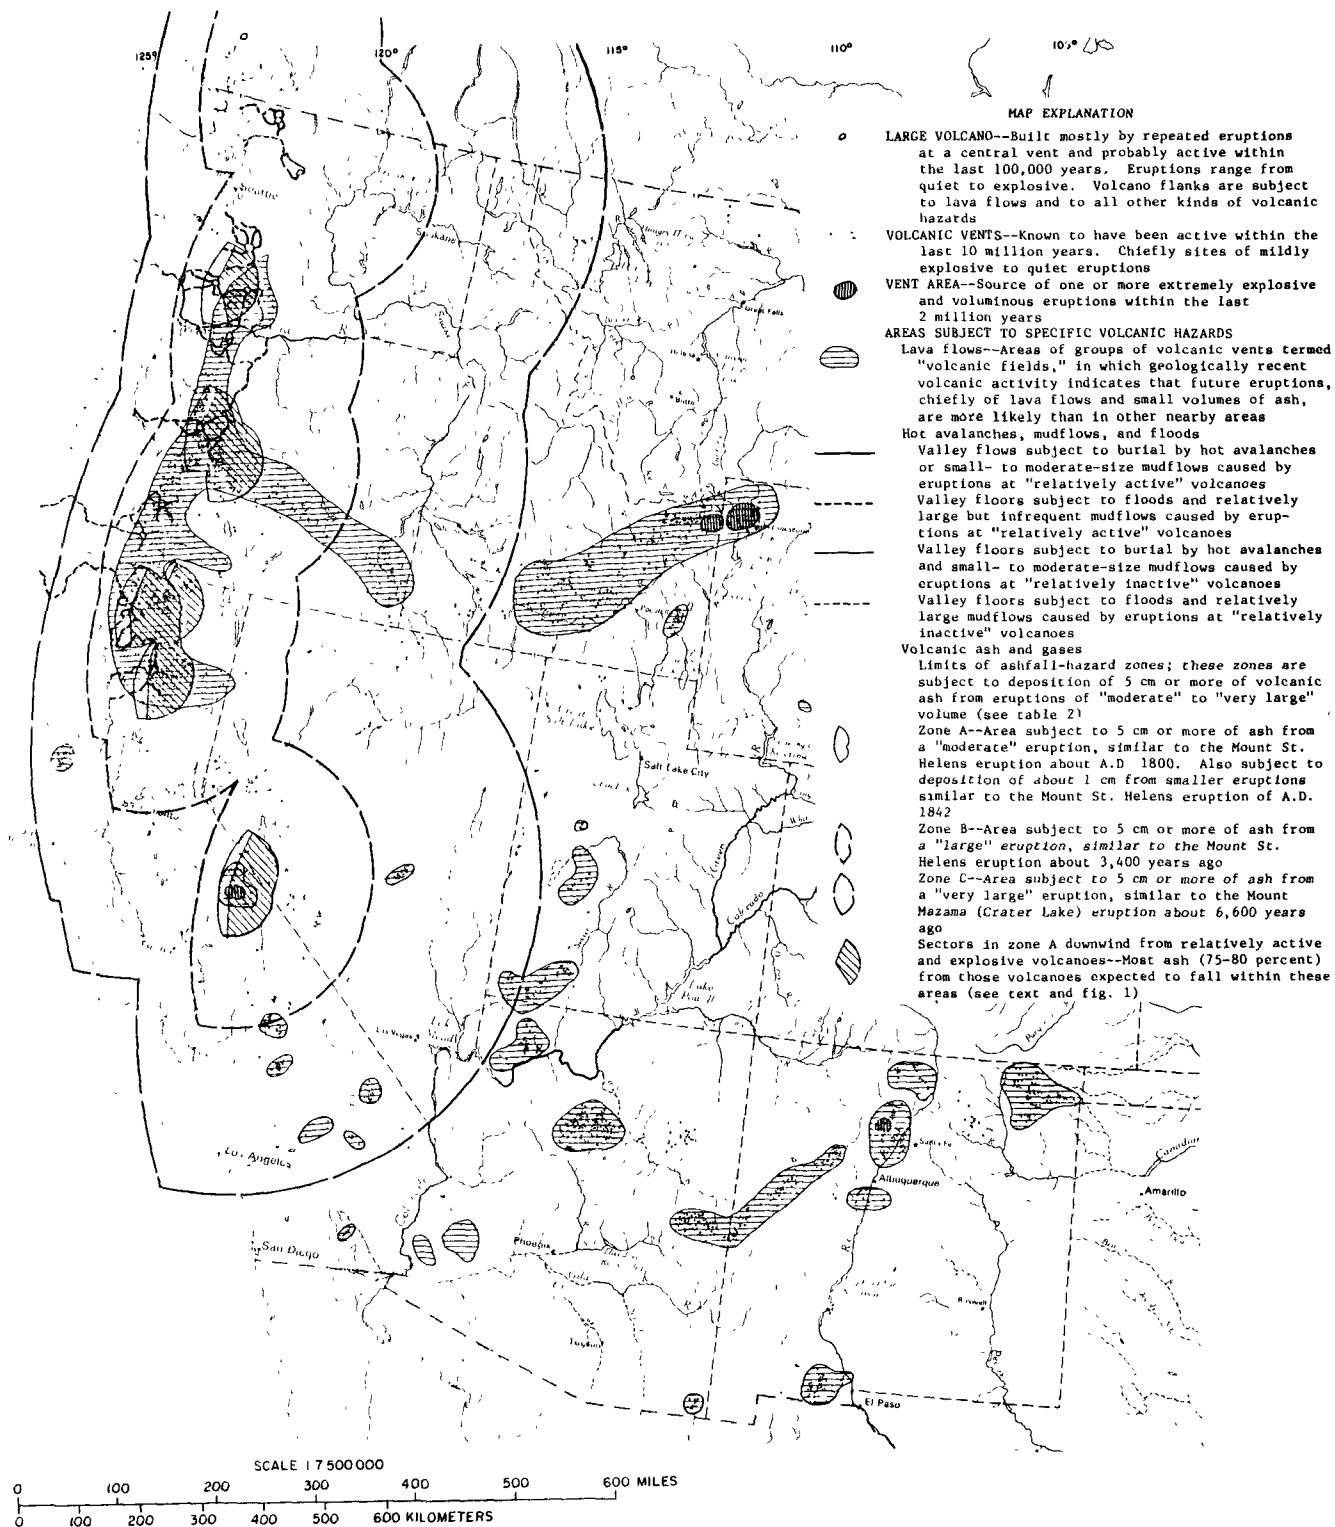 125°
120°
115°
110°
105°
MAP EXPLANATION
LARGE VOLCANO--Built mostly by repeated eruptions
at a central vent and probably active within
the last 100,000 years. Eruptions range from
quiet to explosive. Volcano flanks are subject
to lava flows and to all other kinds of volcanic
hazards
VOLCANIC VENTS--Known to have been active within the
last 10 million years. Chiefly sites of mildly
explosive to quiet eruptions
VENT AREA--Source of one or more extremely explosive
and voluminous eruptions within the last
2 million years
AREAS SUBJECT TO SPECIFIC VOLCANIC HAZARDS
Lava flows--Areas of groups of volcanic vents termed
"volcanic fields," in which geologically recent
volcanic activity indicates that future eruptions,
chiefly of lava flows and small volumes of ash,
are more likely than in other nearby areas
Hot avalanches, mudflows, and floods
Valley flows subject to burial by hot avalanches
or small- to moderate-size mudflows caused by
eruptions at "relatively active" volcanoes
Valley floors subject to floods and relatively
large but infrequent mudflows caused by erup-
tions at "relatively active" volcanoes
Valley floors subject to burial by hot avalanches
and small- to moderate-size mudflows caused by
eruptions at "relatively inactive" volcanoes
Valley floors subject to floods and relatively
large mudflows caused by eruptions at "relatively
inactive" volcanoes
Volcanic ash and gases
Limits of ashfall-hazard zones; these zones are
subject to deposition of 5 cm or more of volcanic
ash from eruptions of "moderate" to "very large"
volume (see table 2)
Zone A--Area subject to 5 cm or more of ash from
a "moderate" eruption, similar to the Mount St.
Helens eruption about A.D 1800. Also subject to
deposition of about 1 cm from smaller eruptions
similar to the Mount St. Helens eruption of A.D.
1842
Zone B--Area subject to 5 cm or more of ash from
a "large" eruption, similar to the Mount St.
Helens eruption about 3,400 years ago
Zone C--Area subject to 5 cm or more of ash from
a "very large" eruption, similar to the Mount
Mazama (Crater Lake) eruption about 6,600 years
ago
Sectors in zone A downwind from relatively active
and explosive volcanoes--Most ash (75-80 percent)
from those volcanoes expected to fall within these
areas (see text and fig. 1)
Seattle
Spokane
Butte
Salt Lake City
Green
Colorado
Lake
Las Vegas
Los Angeles
San Diego
Phoenix
Santa Fe
Albuquerque
Amarillo
Canadian
Roswell
Tucson
El Paso
SCALE 1 7 500 000
0 100 200 300 400 500 600 MILES
0 100 200 300 400 500 600 KILOMETERS